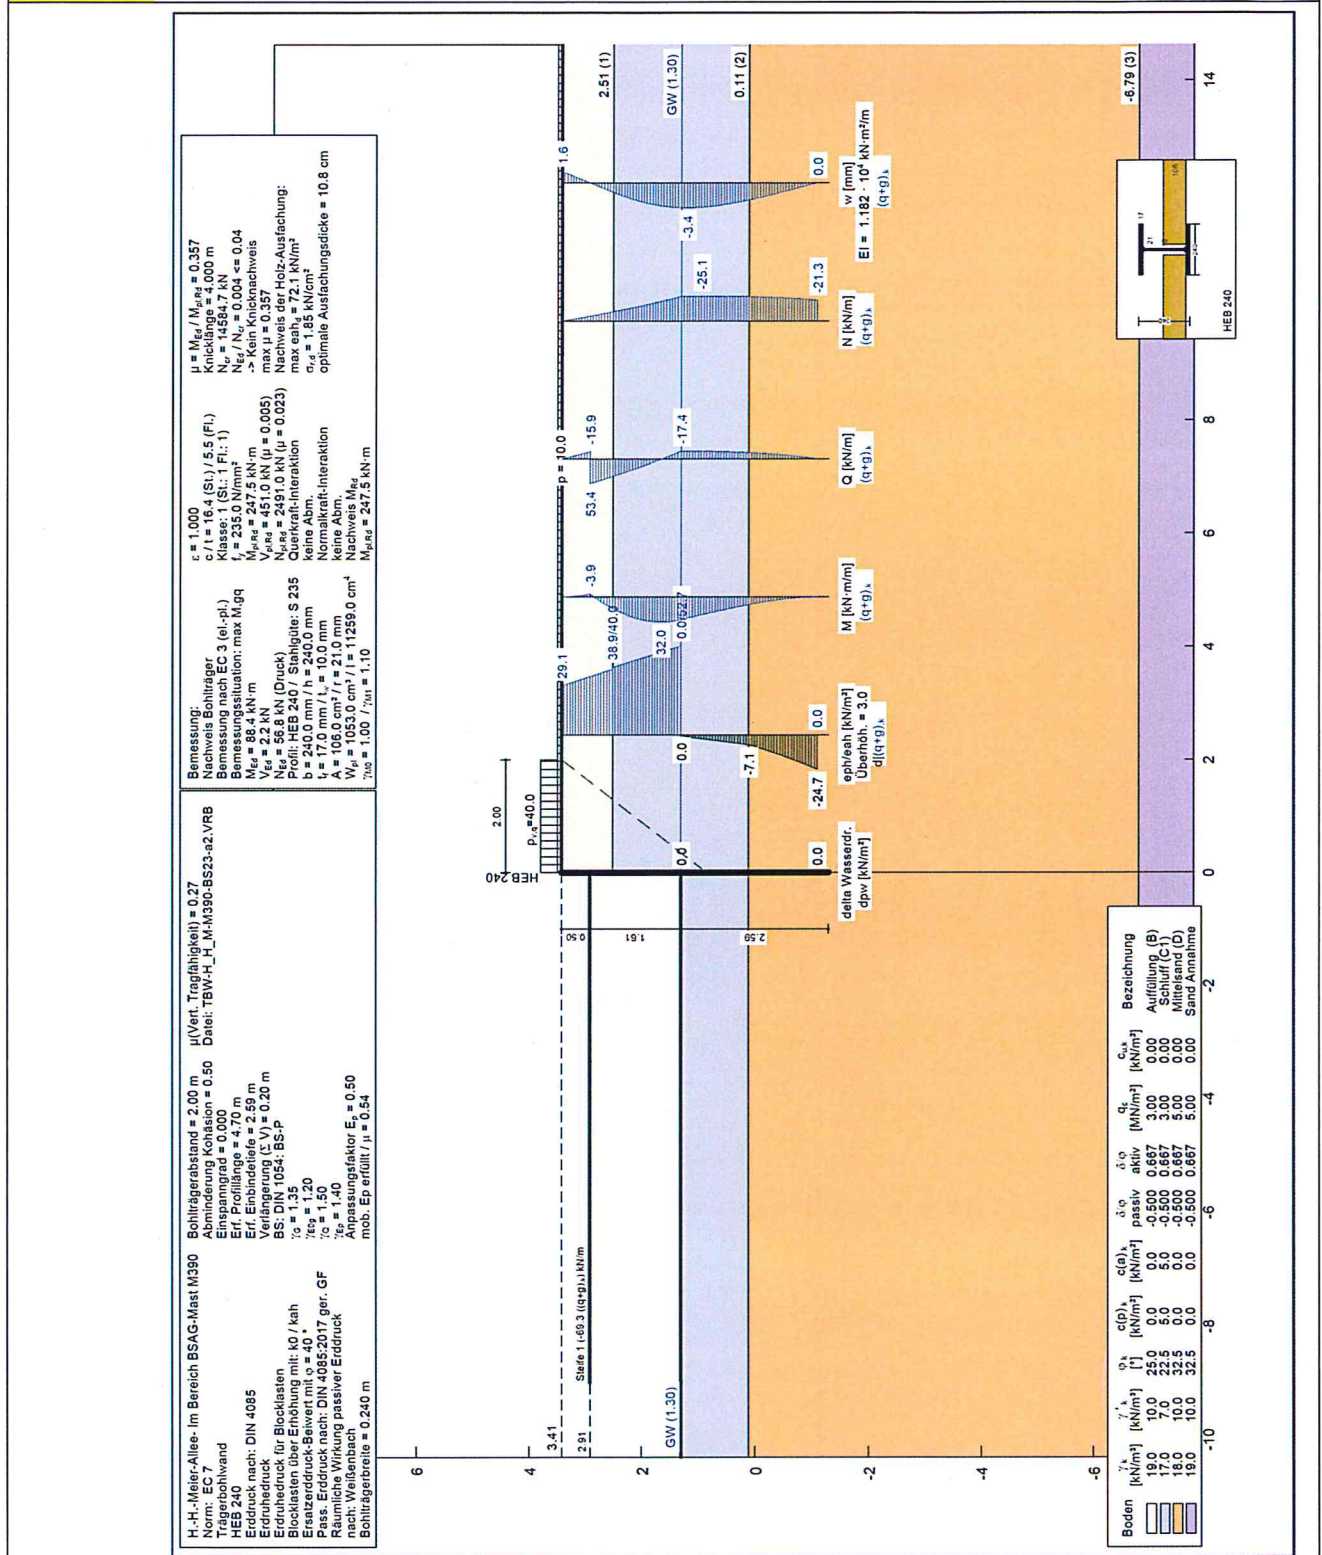 H.-H.-Meier-Allee- Im Bereich BSAG-Mast M390
Norm: EC 7
Trägerbohlwand
HEB 240
Erddruck nach: DIN 4085
Erdruhedruck
Erdruhedruck für Blocklasten
Blocklasten über Erhöhung mit: k0 / kah
Ersatzerddruck-Beiwert mit φ = 40 °
Pass. Erddruck nach: DIN 4085:2017 ger. GF
Räumliche Wirkung passiver Erddruck
nach: Weißenbach
Bohlträgerbreite = 0.240 m
Bohlträgerabstand = 2.00 m
Abminderung Kohäsion = 0.50
Einspanngrad = 0.000
Erf. Profillänge = 4.70 m
Erf. Einbindetiefe = 2.59 m
Verlängerung (Σ V) = 0.20 m
BS: DIN 1054: BS-P
γG = 1.35
γE0g = 1.20
γQ = 1.50
γEp = 1.40
Anpassungsfaktor Ep = 0.50
mob. Ep erfüllt / μ = 0.54
μ(Vert. Tragfähigkeit) = 0.27
Datei: TBW-H_H_M-M390-BS23-a2.VRB
Bemessung:
Nachweis Bohlträger
Bemessung nach EC 3 (el.-pl.)
Bemessungssituation: max M,gq
MEd = 88.4 kN·m
VEd = 2.2 kN
NEd = 56.8 kN (Druck)
Profil: HEB 240 / Stahlgüte: S 235
b = 240.0 mm / h = 240.0 mm
tf = 17.0 mm / tw = 10.0 mm
A = 106.0 cm² / r = 21.0 mm
Wpl = 1053.0 cm³ / I = 11259.0 cm⁴
γM0 = 1.00 / γM1 = 1.10
ε = 1.000
c / t = 16.4 (St.) / 5.5 (Fl.)
Klasse: 1 (St.: 1 Fl.: 1)
fy = 235.0 N/mm²
Mpl,Rd = 247.5 kN·m
Vpl,Rd = 451.0 kN (μ = 0.005)
Npl,Rd = 2491.0 kN (μ = 0.023)
Querkraft-Interaktion
keine Abm.
Normalkraft-Interaktion
keine Abm.
Nachweis MRd
Mpl,Rd = 247.5 kN·m
μ = MEd / Mpl,Rd = 0.357
Knicklänge = 4.000 m
Ncr = 14584.7 kN
NEd / Ncr = 0.004 <= 0.04
-> Kein Knicknachweis
max μ = 0.357
Nachweis der Holz-Ausfachung:
max eahd = 72.1 kN/m²
σr,d = 1.85 kN/cm²
optimale Ausfachungsdicke = 10.8 cm
6
4
2
0
-2
-4
-6
3.41
2.91
Steife 1 (-69.3 ((q+g),k) kN/m
GW (1.30)
0.50
1.61
2.59
HEB 240
2.00
pv,q=40.0
0.0
0.0
delta Wasserdr.
dpw [kN/m²]
29.1
38.9/40.0
32.0
0.0/52.7
0.0
-7.1
-24.7
0.0
eph/eah [kN/m²]
Überhöh. = 3.0
d|(q+g),k
-3.9
M [kN·m/m]
(q+g),k
p = 10.0
53.4
-15.9
-17.4
Q [kN/m]
(q+g),k
-25.1
-21.3
N [kN/m]
(q+g),k
1.6
-3.4
0.0
w [mm]
EI = 1.182 · 10⁴ kN·m²/m
(q+g),k
2.51 (1)
GW (1.30)
0.11 (2)
-6.79 (3)
-10
-8
-6
-4
-2
0
2
4
6
8
14
17
21
108
240
HEB 240
Boden γk [kN/m³] γ'k [kN/m³] φk [°] c(p)k [kN/m²] c(a)k [kN/m²] δ/φ passiv δ/φ aktiv qc [MN/m²] cu,k [kN/m²] Bezeichnung
19.0 10.0 25.0 0.0 0.0 -0.500 0.667 3.00 0.00 Auffüllung (B)
17.0 7.0 22.5 5.0 5.0 -0.500 0.667 3.00 0.00 Schluff (C1)
18.0 10.0 32.5 0.0 0.0 -0.500 0.667 5.00 0.00 Mittelsand (D)
19.0 10.0 32.5 0.0 0.0 -0.500 0.667 5.00 0.00 Sand Annahme